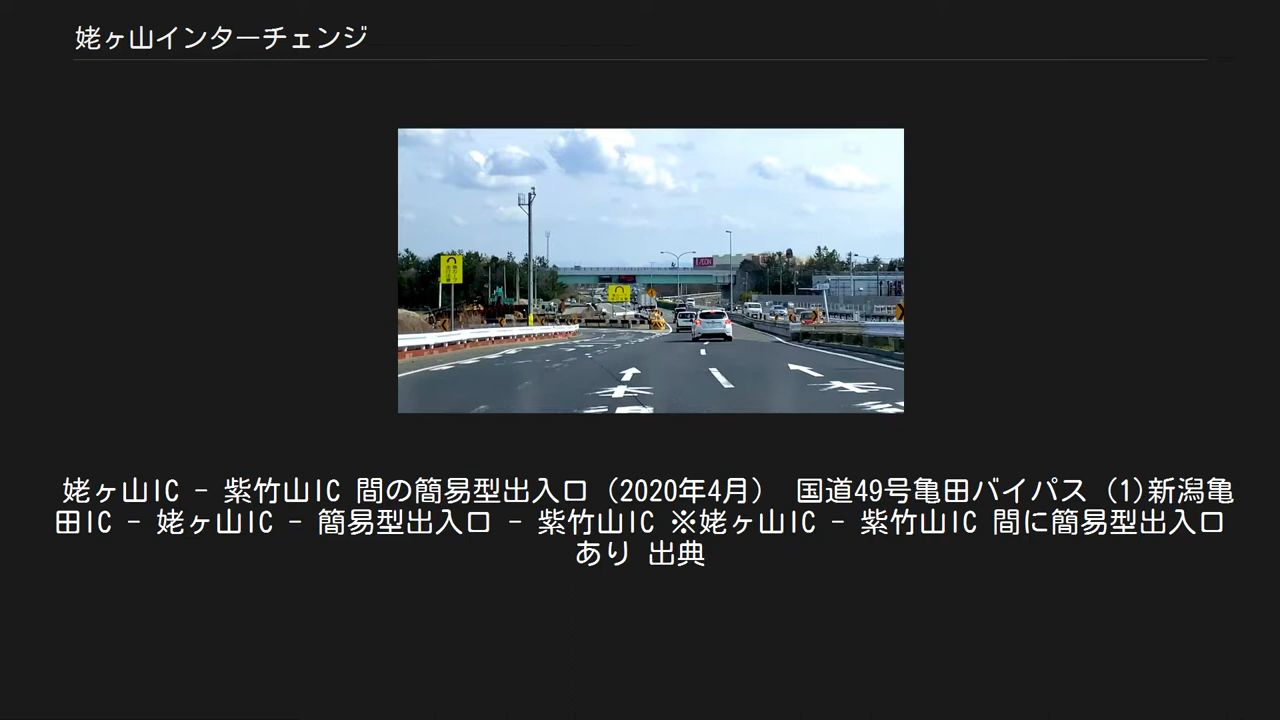 姥ヶ山インターチェンジ
ÆON
姥ヶ山IC - 紫竹山IC 間の簡易型出入口（2020年4月） 国道49号亀田バイパス (1)新潟亀
田IC - 姥ヶ山IC - 簡易型出入口 - 紫竹山IC ※姥ヶ山IC - 紫竹山IC 間に簡易型出入口
あり 出典